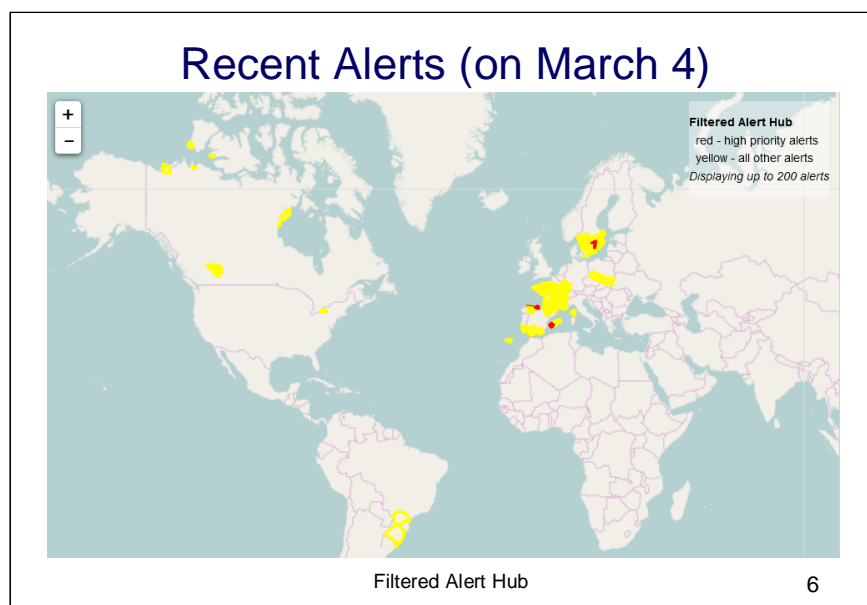 Recent Alerts (on March 4)
+
−
Filtered Alert Hub
red - high priority alerts
yellow - all other alerts
Displaying up to 200 alerts
Filtered Alert Hub
6